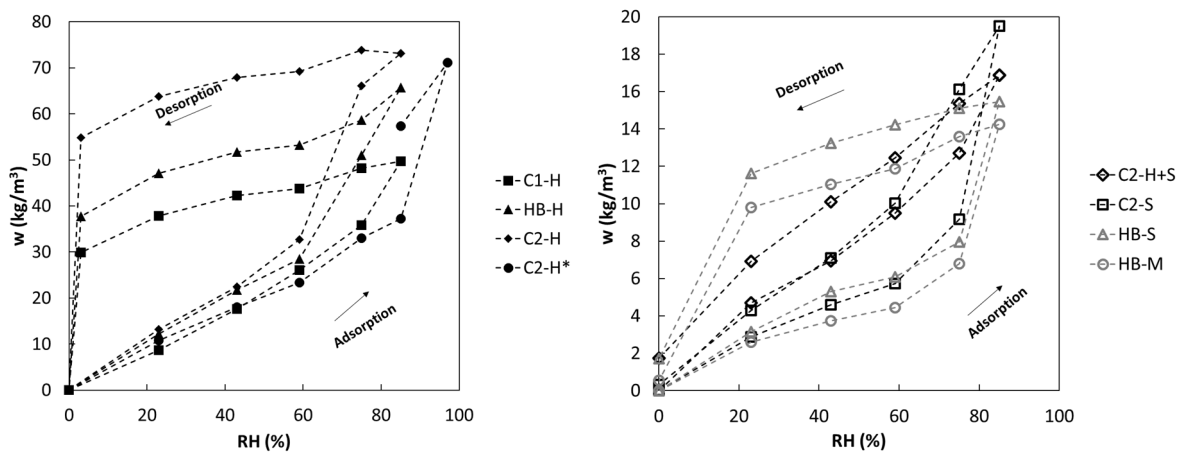 80
70
60
50
40
30
20
10
0
w (kg/m³)
0 20 40 60 80 100
RH (%)
Desorption
Adsorption
C1-H
HB-H
C2-H
C2-H*
20
18
16
14
12
10
8
6
4
2
0
w (kg/m³)
0 20 40 60 80 100
RH (%)
Desorption
Adsorption
C2-H+S
C2-S
HB-S
HB-M